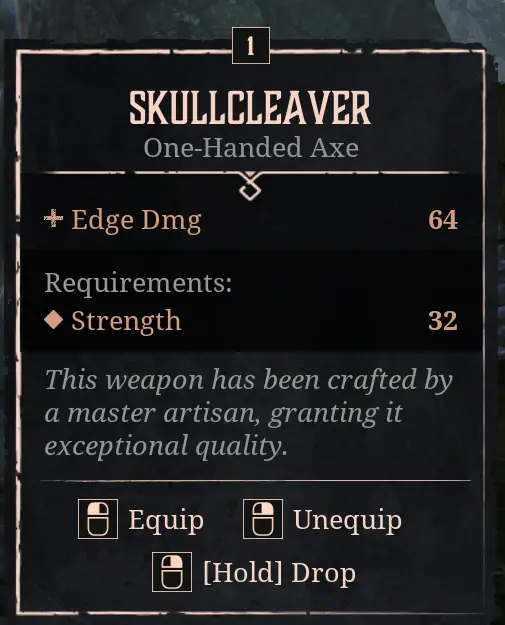 1
SKULLCLEAVER
One-Handed Axe
Edge Dmg 64
Requirements:
Strength 32
This weapon has been crafted by
a master artisan, granting it
exceptional quality.
Equip Unequip
[Hold] Drop